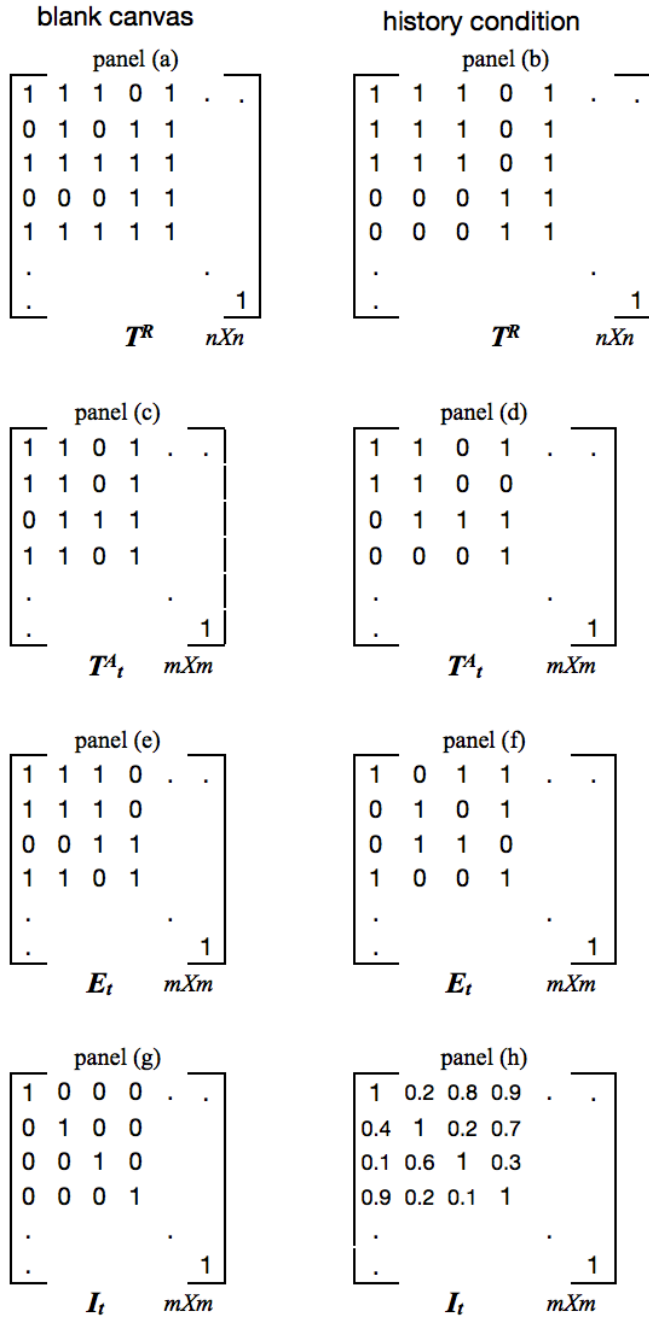 blank canvas history condition
panel (a) panel (b)
1 1 1 0 1 . . 1 1 1 0 1 . .
0 1 0 1 1 1 1 1 0 1
1 1 1 1 1 1 1 1 0 1
0 0 0 1 1 0 0 0 1 1
1 1 1 1 1 0 0 0 1 1
. . . .
. 1 . 1
T^R nXn T^R nXn
panel (c) panel (d)
1 1 0 1 . . 1 1 0 1 . .
1 1 0 1 1 1 0 0
0 1 1 1 0 1 1 1
1 1 0 1 0 0 0 1
. . . .
. 1 . 1
T^A_t mXm T^A_t mXm
panel (e) panel (f)
1 1 1 0 . . 1 0 1 1 . .
1 1 1 0 0 1 0 1
0 0 1 1 0 1 1 0
1 1 0 1 1 0 0 1
. . . .
. 1 . 1
E_t mXm E_t mXm
panel (g) panel (h)
1 0 0 0 . . 1 0.2 0.8 0.9 . .
0 1 0 0 0.4 1 0.2 0.7
0 0 1 0 0.1 0.6 1 0.3
0 0 0 1 0.9 0.2 0.1 1
. . . .
. 1 . 1
I_t mXm I_t mXm